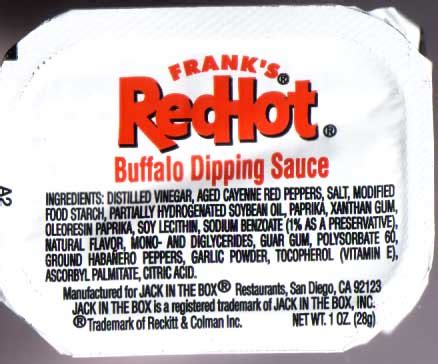 FRANK'S®
RedHot®
Buffalo Dipping Sauce
INGREDIENTS: DISTILLED VINEGAR, AGED CAYENNE RED PEPPERS, SALT, MODIFIED
FOOD STARCH, PARTIALLY HYDROGENATED SOYBEAN OIL, PAPRIKA, XANTHAN GUM,
OLEORESIN PAPRIKA, SOY LECITHIN, SODIUM BENZOATE (1% AS A PRESERVATIVE),
NATURAL FLAVOR, MONO- AND DIGLYCERIDES, GUAR GUM, POLYSORBATE 60,
GROUND HABAÑERO PEPPERS, GARLIC POWDER, TOCOPHEROL (VITAMIN E),
ASCORBYL PALMITATE, CITRIC ACID.
Manufactured for JACK IN THE BOX® Restaurants, San Diego, CA 92123
JACK IN THE BOX is a registered trademark of JACK IN THE BOX, INC.
®Trademark of Reckitt & Colman Inc. NET WT. 1 OZ. (28g)
A2